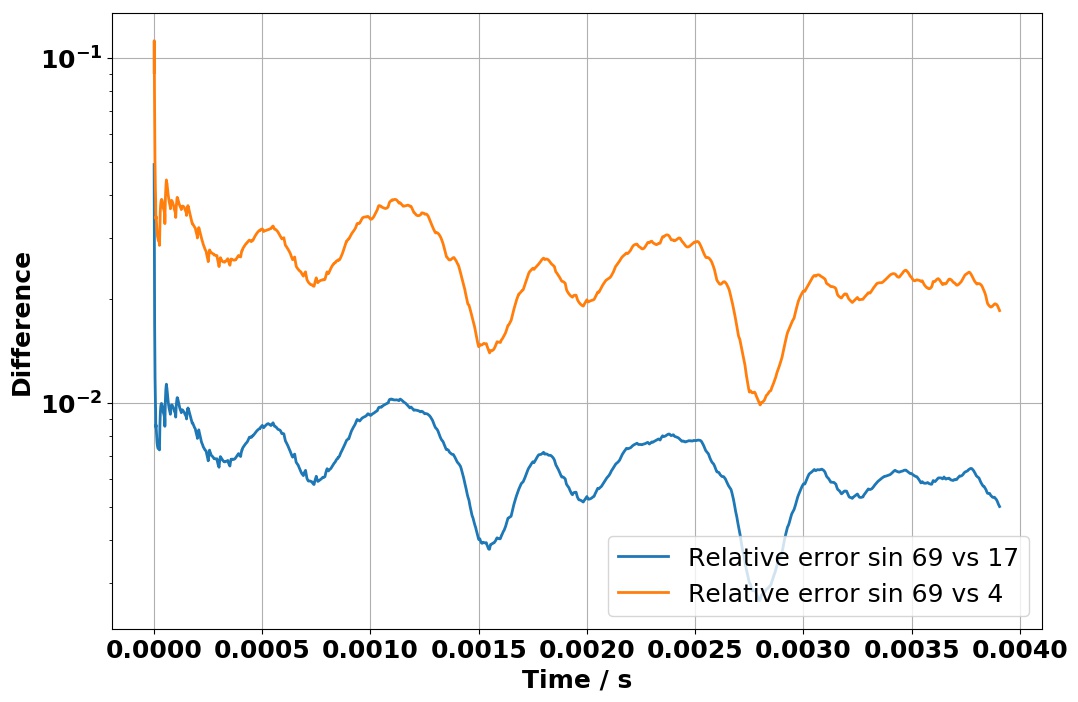 10⁻¹
10⁻²
Difference
0.0000 0.0005 0.0010 0.0015 0.0020 0.0025 0.0030 0.0035 0.0040
Time / s
Relative error sin 69 vs 17
Relative error sin 69 vs 4